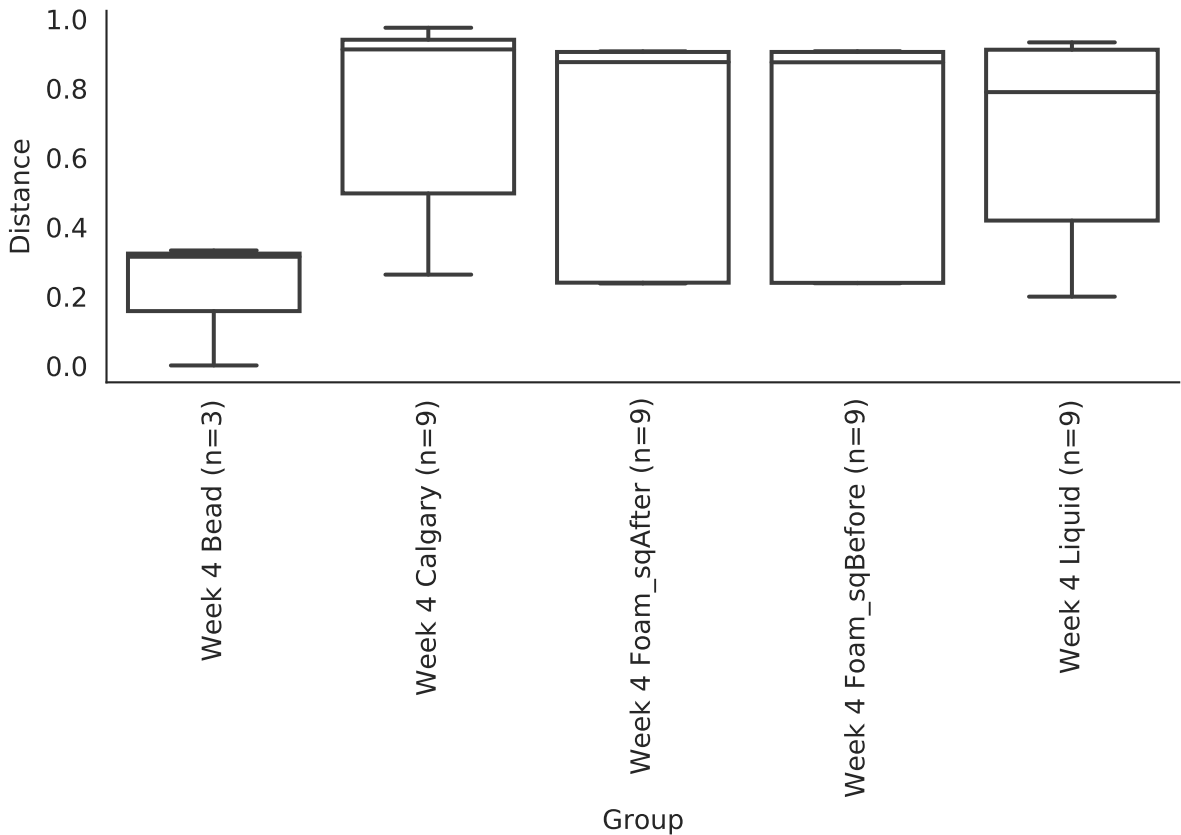 1.0
0.8
0.6
0.4
0.2
0.0
Distance
Week 4 Bead (n=3)
Week 4 Calgary (n=9)
Week 4 Foam_sqAfter (n=9)
Week 4 Foam_sqBefore (n=9)
Week 4 Liquid (n=9)
Group